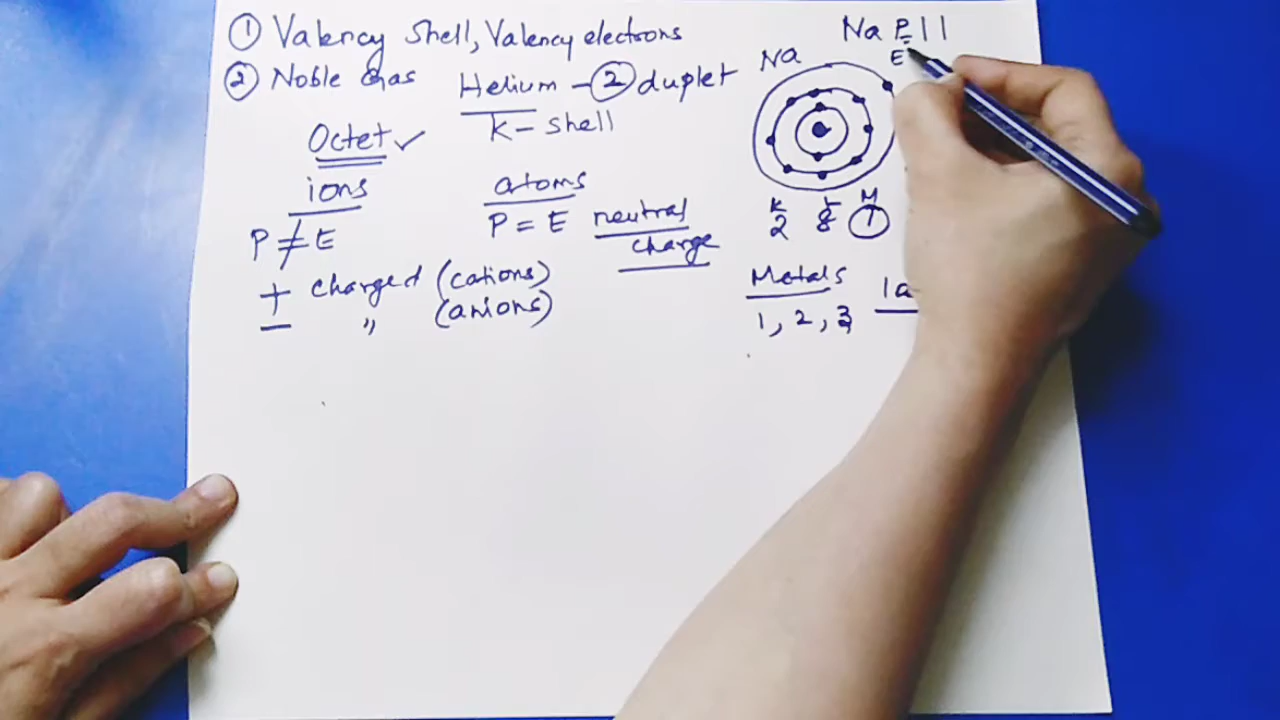 ① Valency Shell, Valency electrons
② Noble Gas
Helium - ② duplet
K - shell
Octet ✓
ions
P ≠ E
+ charged (cations)
- " (anions)
atoms
P = E neutral
charge
Na P 11
E
Na
K L M
2 8 1
Metals
1, 2, 3